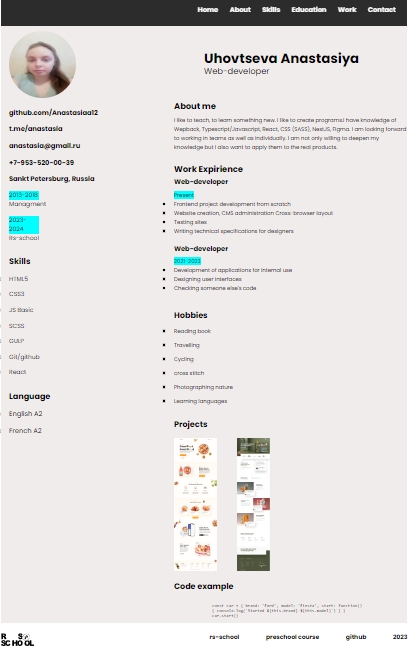 Home About Skills Education Work Contact
Uhovtseva Anastasiya
Web-developer
github.com/Anastasiaa12
t.me/anastasia
anastasia@gmail.ru
+7-953-520-00-39
Sankt Petersburg, Russia
2013-2018
Managment
2023-
2024
Rs-school
Skills
HTML5
CSS3
JS Basic
SCSS
GULP
Git/github
React
Language
English A2
French A2
About me
I like to teach, to learn something new. I like to create programs! have knowledge of
Wepback, Typescript/Javascript, React, CSS (SASS), NestJS, Figma. I am looking forward
to working in teams as well as individually. I am not only willing to deepen my
knowledge but i also want to apply them to the real products.
Work Expirience
Web-developer
Present
Frontend project development from scratch
Website creation, CMS administration Cross-browser layout
Testing sites
Writing technical specifications for designers
Web-developer
2021-2023
Development of applications for internal use
Designing user interfaces
Checking someone else's code
Hobbies
Reading book
Travelling
Cycling
cross stitch
Photographing nature
Learning languages
Projects
Code example
const car = { brand: 'Ford', model: 'Fiesta', start: function()
{ console.log(`Started ${this.brand} ${this.model}`) } }
car.start()
RS
SCHOOL
rs-school preschool course github 2023